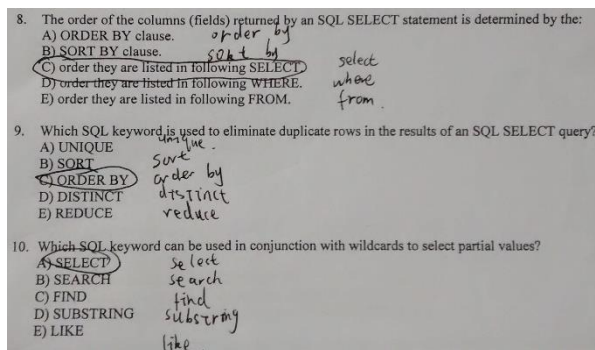 8. The order of the columns (fields) returned by an SQL SELECT statement is determined by the:
A) ORDER BY clause. order by
B) SORT BY clause. sort by
C) order they are listed in following SELECT. select
D) order they are listed in following WHERE. where
E) order they are listed in following FROM. from.
9. Which SQL keyword is used to eliminate duplicate rows in the results of an SQL SELECT query?
A) UNIQUE unique.
B) SORT sort
C) ORDER BY order by
D) DISTINCT distinct
E) REDUCE reduce
10. Which SQL keyword can be used in conjunction with wildcards to select partial values?
A) SELECT select
B) SEARCH search
C) FIND find
D) SUBSTRING substring
E) LIKE like